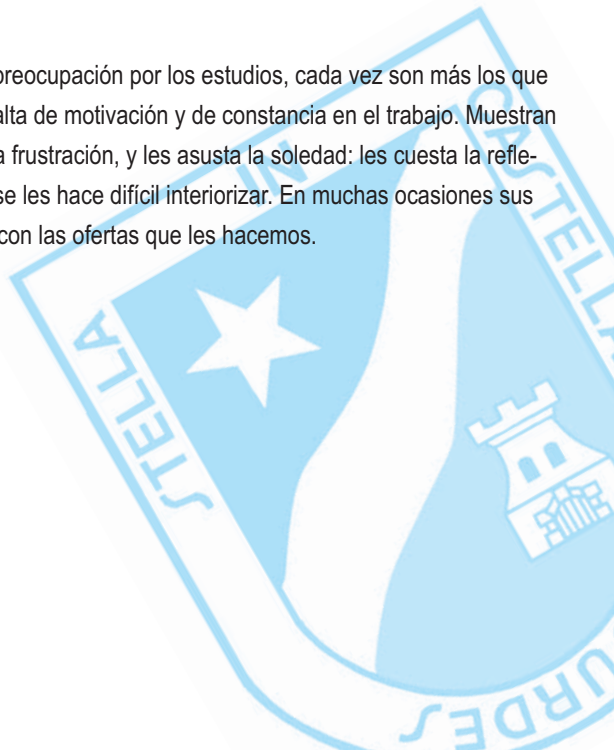 preocupación por los estudios, cada vez son más los que
alta de motivación y de constancia en el trabajo. Muestran
a frustración, y les asusta la soledad: les cuesta la refle-
se les hace difícil interiorizar. En muchas ocasiones sus
con las ofertas que les hacemos.
STELLA
IN
CASTELLA
URDES